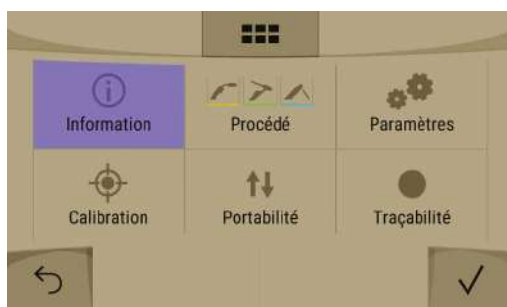 Information
Procédé
Paramètres
Calibration
Portabilité
Traçabilité